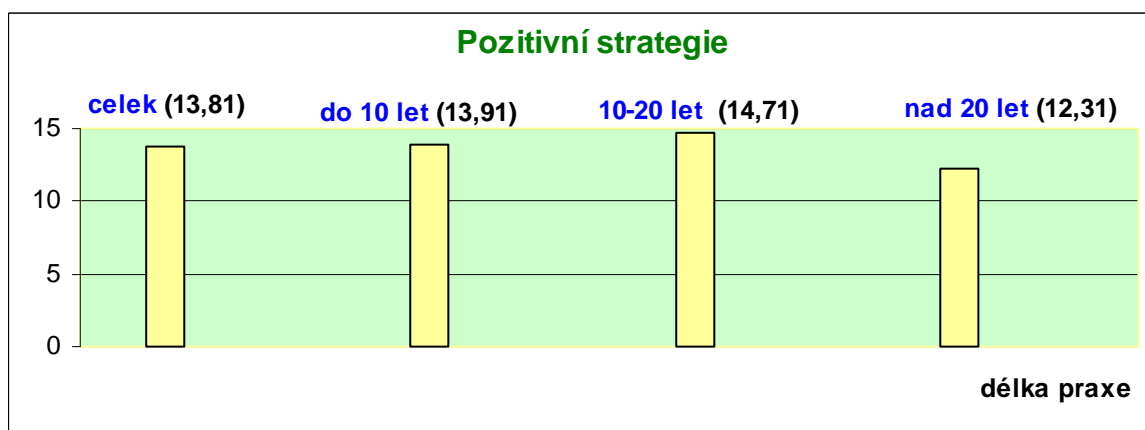 Pozitivní strategie
celek (13,81)
do 10 let (13,91)
10-20 let (14,71)
nad 20 let (12,31)
15
10
5
0
délka praxe